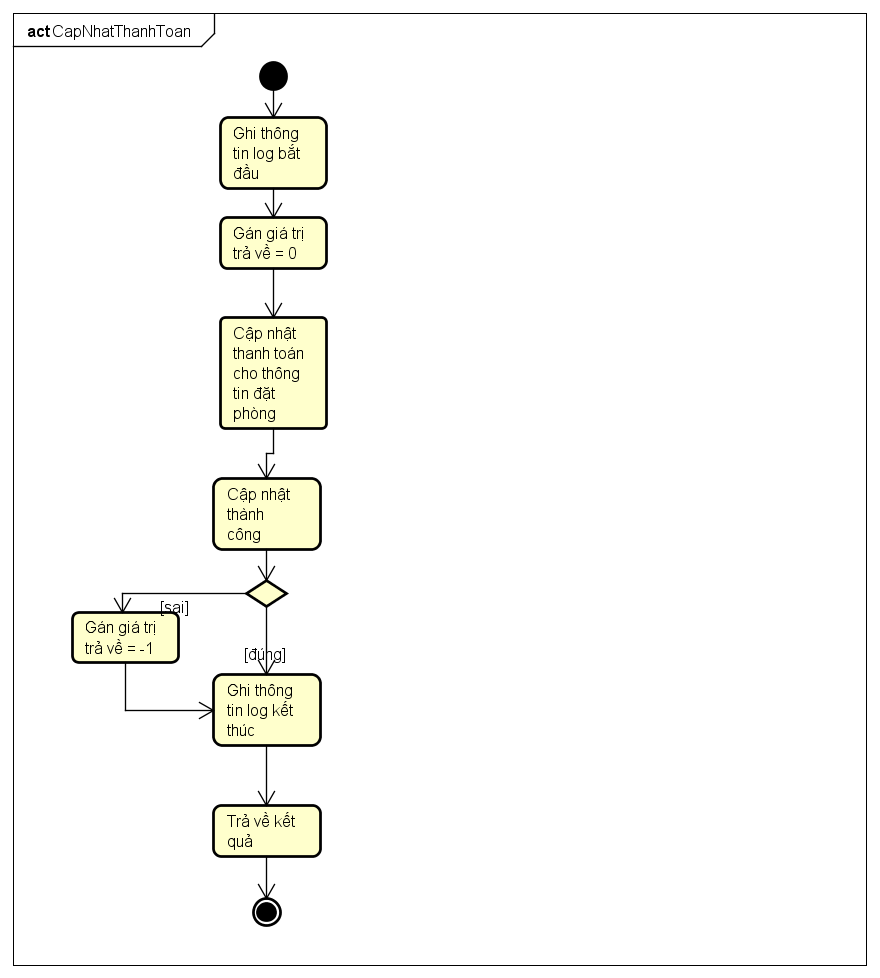 act CapNhatThanhToan
Ghi thông
tin log bắt
đầu
Gán giá trị
trả về = 0
Cập nhật
thanh toán
cho thông
tin đặt
phòng
Cập nhật
thành
công
[sai]
Gán giá trị
trả về = -1
[đúng]
Ghi thông
tin log kết
thúc
Trả về kết
quả